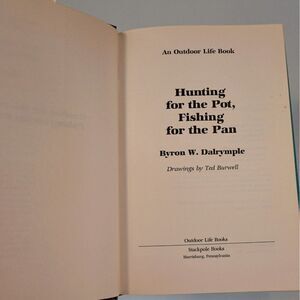 An Outdoor Life Book
Hunting
for the Pot,
Fishing
for the Pan
Byron W. Dalrymple
Drawings by Ted Burwell
Outdoor Life Books
Stackpole Books
Harrisburg, Pennsylvania